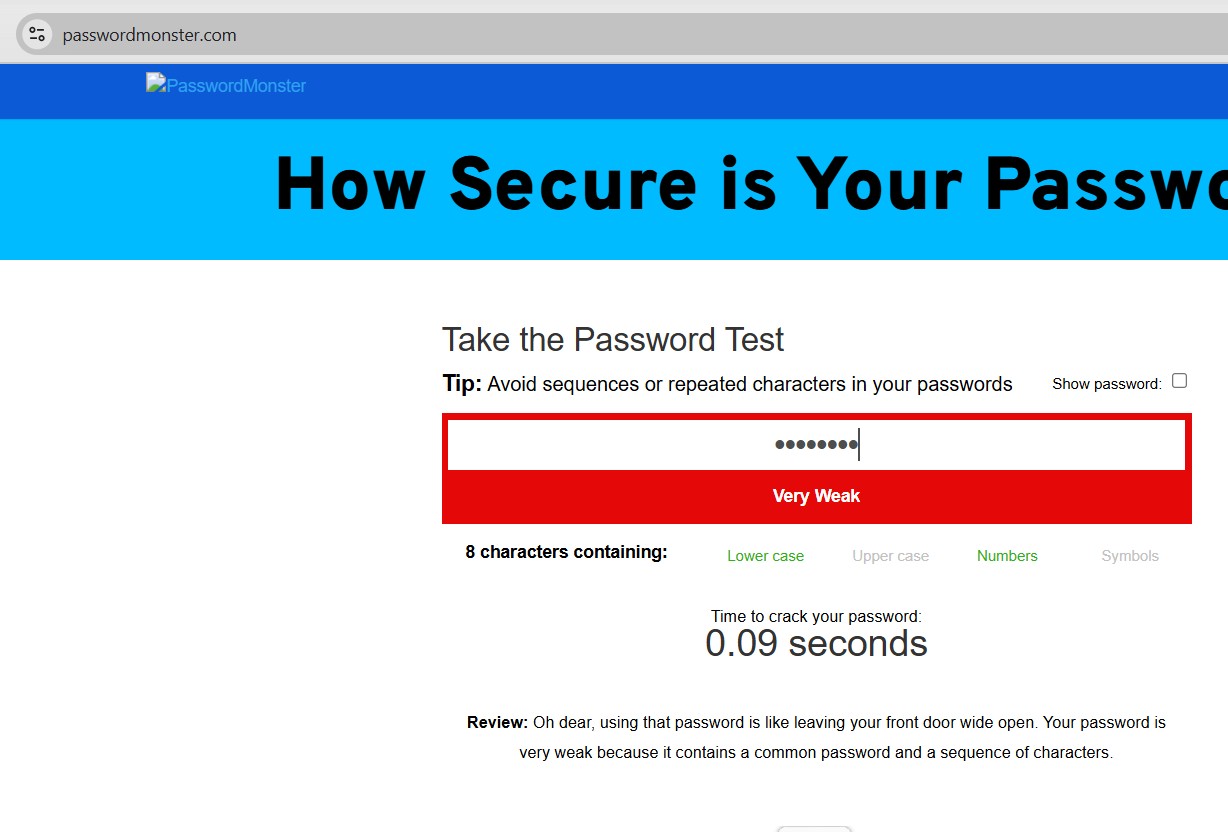 passwordmonster.com
PasswordMonster
How Secure is Your Passwo
Take the Password Test
Tip: Avoid sequences or repeated characters in your passwords Show password:
••••••••
Very Weak
8 characters containing: Lower case Upper case Numbers Symbols
Time to crack your password:
0.09 seconds
Review: Oh dear, using that password is like leaving your front door wide open. Your password is
very weak because it contains a common password and a sequence of characters.